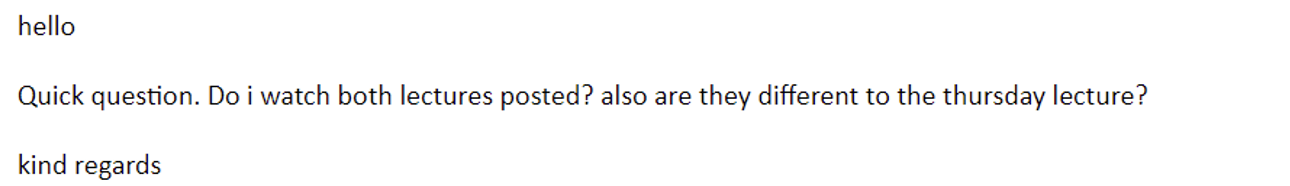 hello
Quick question. Do i watch both lectures posted? also are they different to the thursday lecture?
kind regards